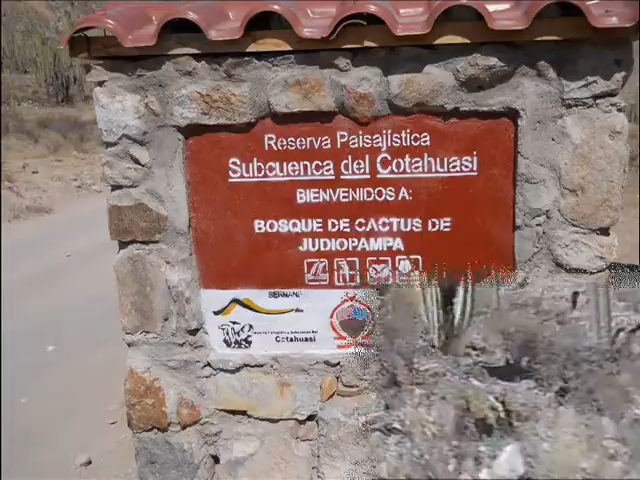 Reserva Paisajística
Subcuenca del Cotahuasi
BIENVENIDOS A:
BOSQUE DE CACTUS DE
JUDIOPAMPA
SERNANP
Cotahuasi